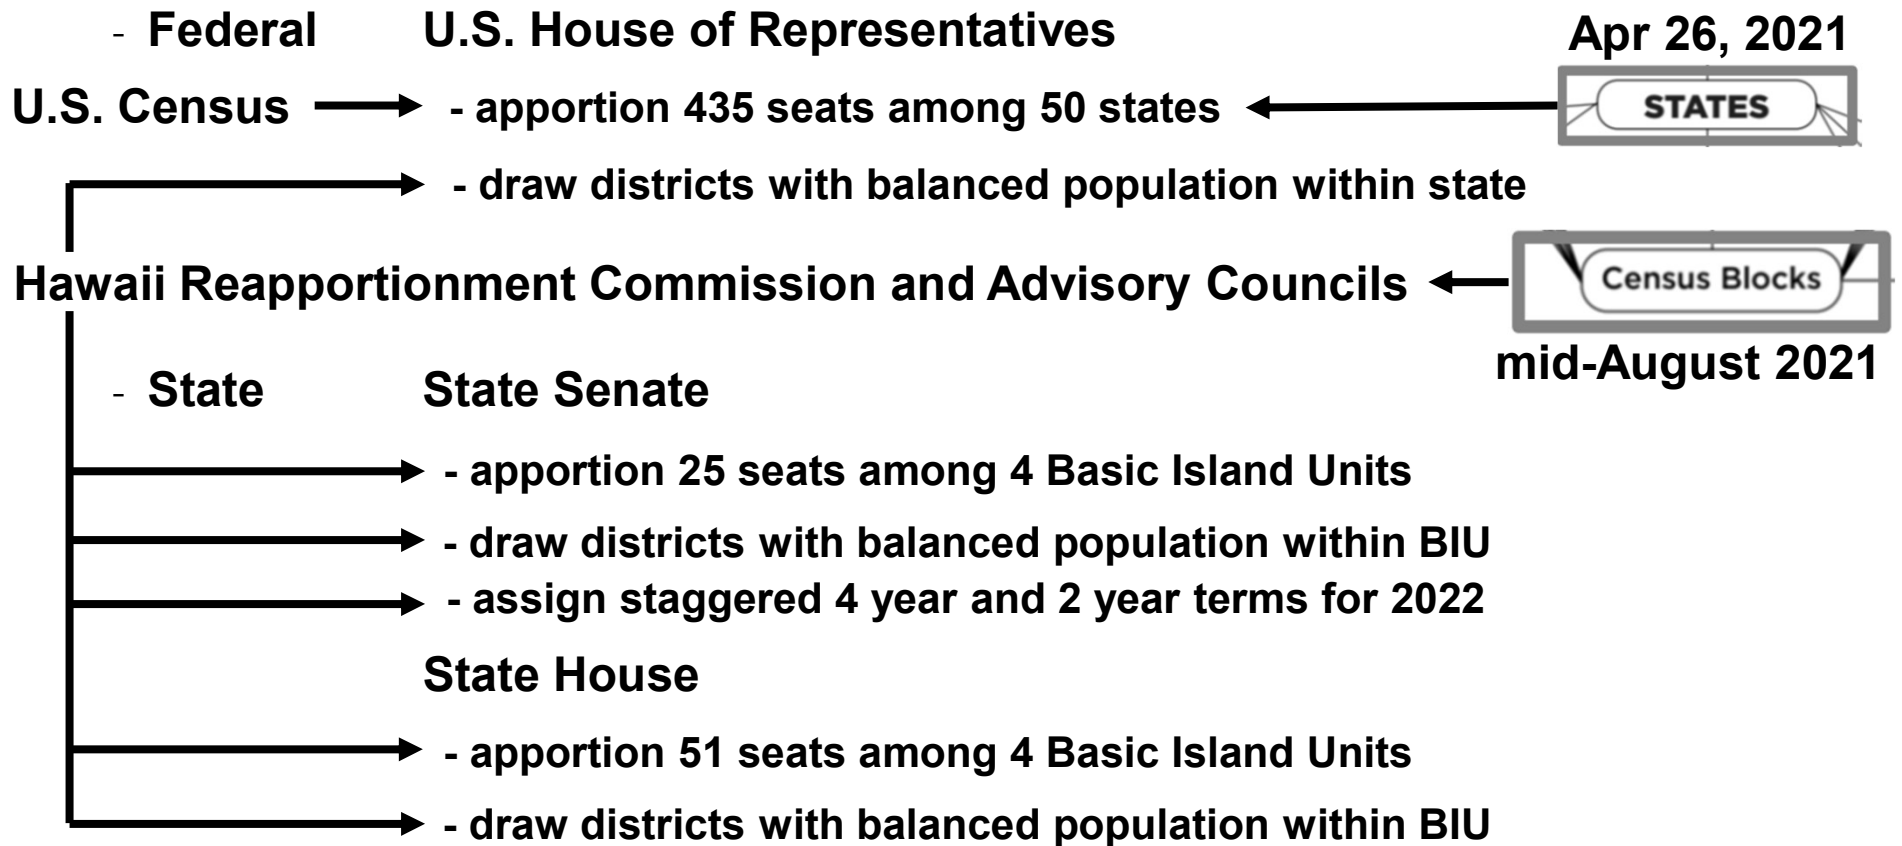 - Federal U.S. House of Representatives Apr 26, 2021
U.S. Census - apportion 435 seats among 50 states STATES
- draw districts with balanced population within state
Hawaii Reapportionment Commission and Advisory Councils Census Blocks
mid-August 2021
- State State Senate
- apportion 25 seats among 4 Basic Island Units
- draw districts with balanced population within BIU
- assign staggered 4 year and 2 year terms for 2022
State House
- apportion 51 seats among 4 Basic Island Units
- draw districts with balanced population within BIU